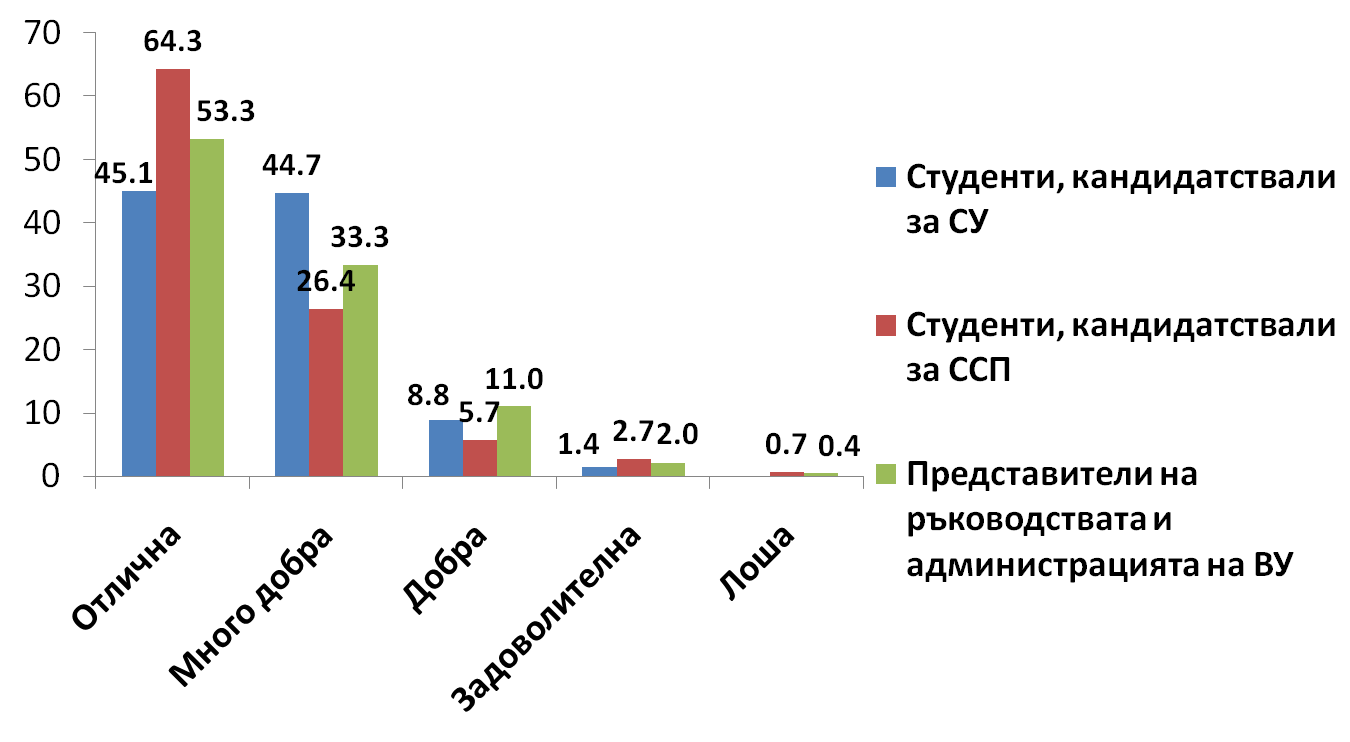 70
60
50
40
30
20
10
0
45.1
64.3
53.3
44.7
26.4
33.3
8.8
5.7
11.0
1.4
2.7
2.0
0.7
0.4
Отлична
Много добра
Добра
Задоволителна
Лоша
Студенти, кандидатствали
за СУ
Студенти, кандидатствали
за ССП
Представители на
ръководствата и
администрацията на ВУ